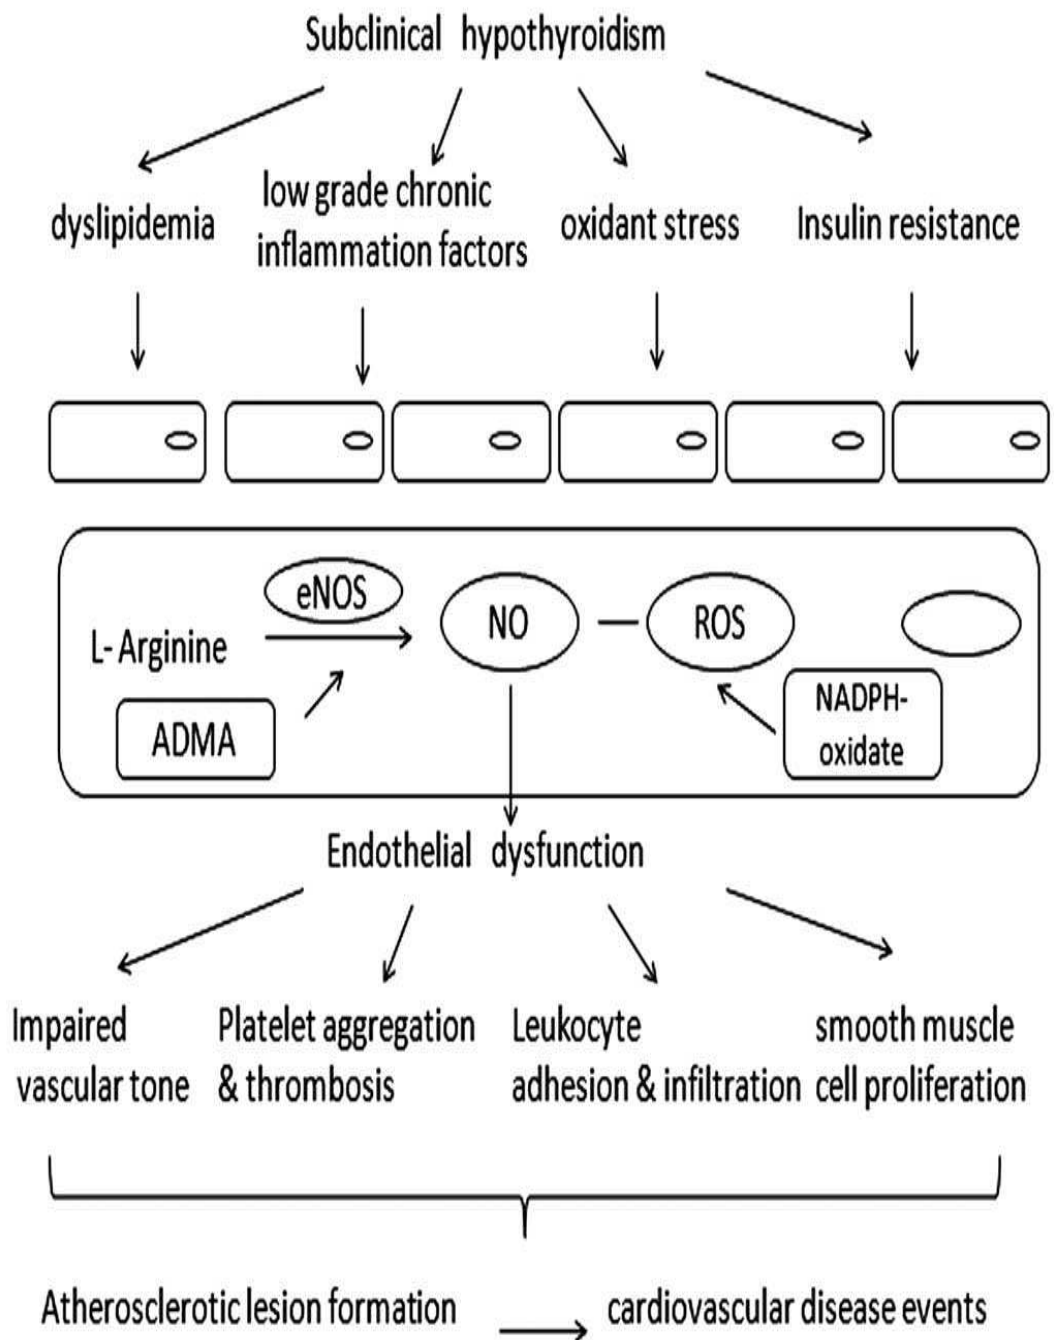 Subclinical hypothyroidism
dyslipidemia
low grade chronic
inflammation factors
oxidant stress
Insulin resistance
eNOS
L- Arginine
NO
ROS
ADMA
NADPH-
oxidate
Endothelial dysfunction
Impaired
vascular tone
Platelet aggregation
& thrombosis
Leukocyte
adhesion & infiltration
smooth muscle
cell proliferation
Atherosclerotic lesion formation
cardiovascular disease events